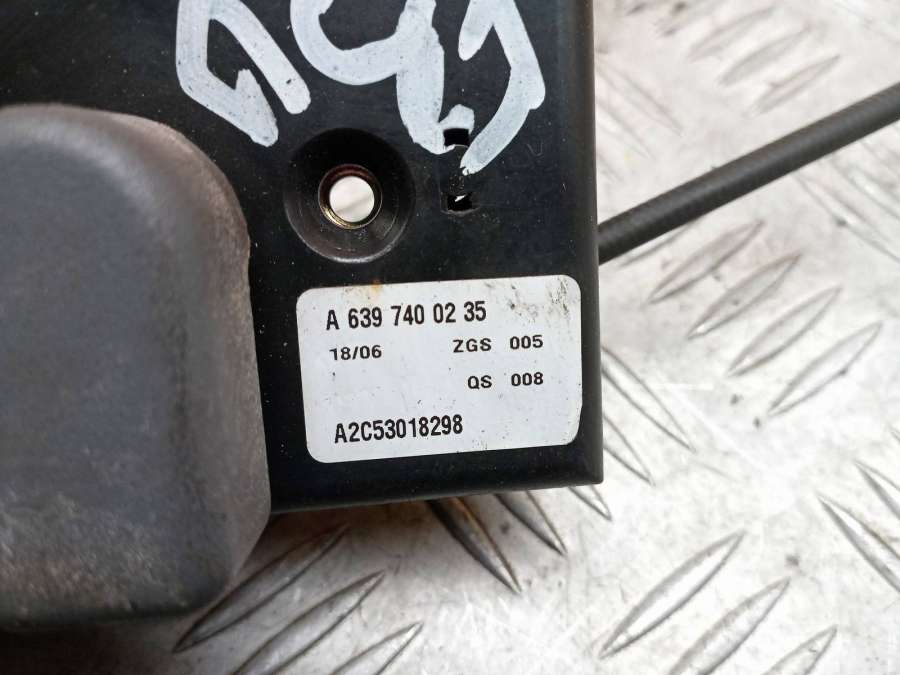 A 639 740 02 35
18/06 ZGS 005
QS 008
A2C53018298